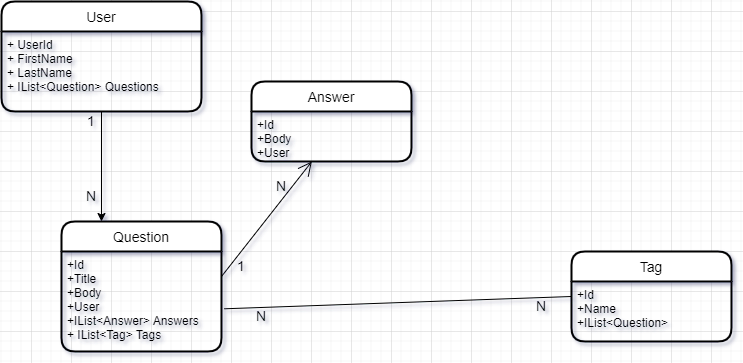 User
+ UserId
+ FirstName
+ LastName
+ IList<Question> Questions
1
N
Answer
+Id
+Body
+User
N
1
Question
+Id
+Title
+Body
+User
+IList<Answer> Answers
+ IList<Tag> Tags
N
N
Tag
+Id
+Name
+IList<Question>